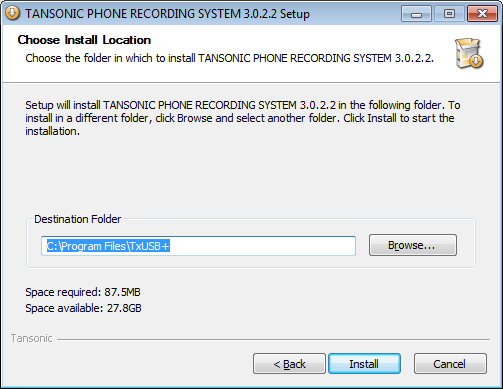 TANSONIC PHONE RECORDING SYSTEM 3.0.2.2 Setup
Choose Install Location
Choose the folder in which to install TANSONIC PHONE RECORDING SYSTEM 3.0.2.2.
Setup will install TANSONIC PHONE RECORDING SYSTEM 3.0.2.2 in the following folder. To
install in a different folder, click Browse and select another folder. Click Install to start the
installation.
Destination Folder
C:\Program Files\TxUSB+
Browse...
Space required: 87.5MB
Space available: 27.8GB
Tansonic
< Back
Install
Cancel